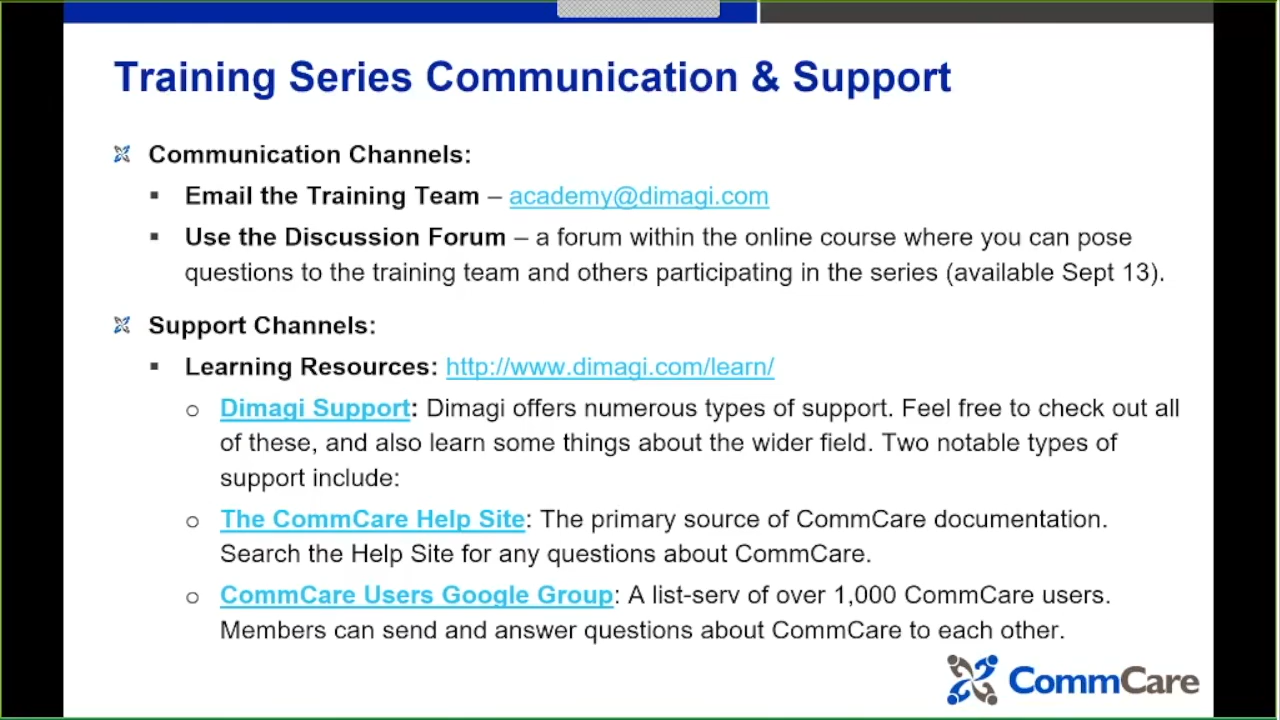 Training Series Communication & Support
Communication Channels:
▪ Email the Training Team – academy@dimagi.com
▪ Use the Discussion Forum – a forum within the online course where you can pose
questions to the training team and others participating in the series (available Sept 13).
Support Channels:
▪ Learning Resources: http://www.dimagi.com/learn/
o Dimagi Support: Dimagi offers numerous types of support. Feel free to check out all
of these, and also learn some things about the wider field. Two notable types of
support include:
o The CommCare Help Site: The primary source of CommCare documentation.
Search the Help Site for any questions about CommCare.
o CommCare Users Google Group: A list-serv of over 1,000 CommCare users.
Members can send and answer questions about CommCare to each other.
CommCare